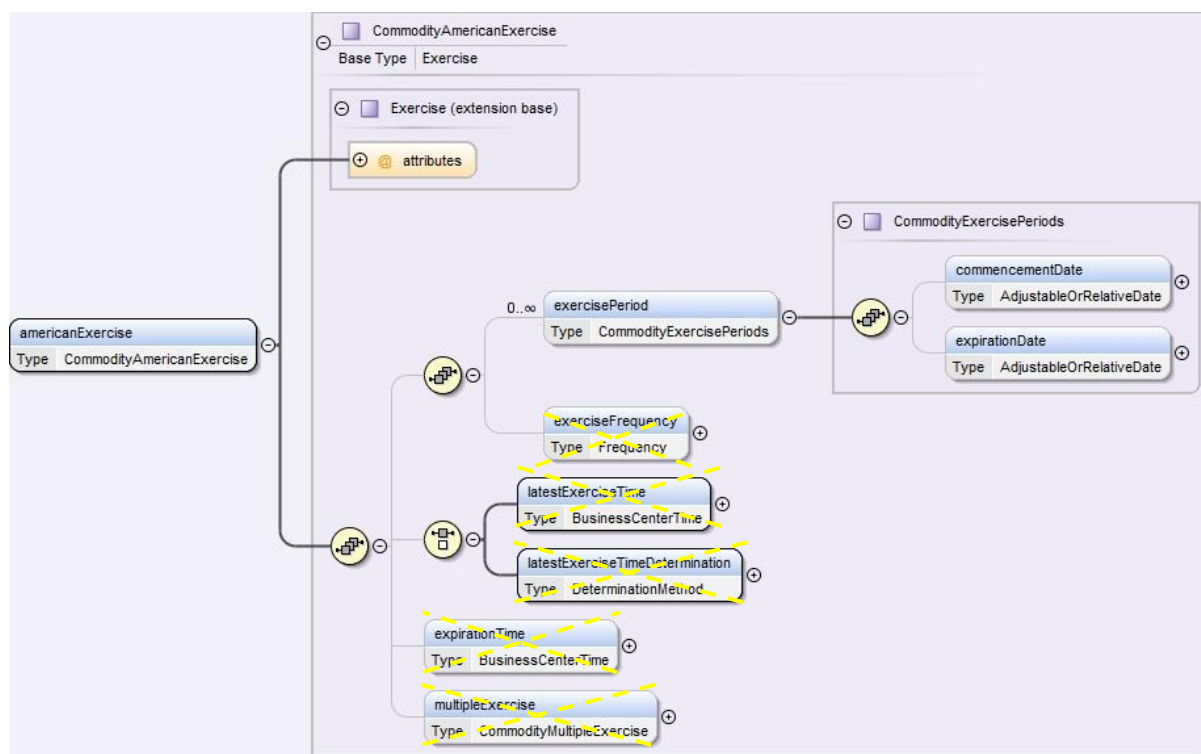 CommodityAmericanExercise
Base Type Exercise
Exercise (extension base)
@ attributes
CommodityExercisePeriods
commencementDate
Type AdjustableOrRelativeDate
0..∞
exercisePeriod
Type CommodityExercisePeriods
expirationDate
Type AdjustableOrRelativeDate
americanExercise
Type CommodityAmericanExercise
exerciseFrequency
Type Frequency
latestExerciseTime
Type BusinessCenterTime
latestExerciseTimeDetermination
Type DeterminationMethod
expirationTime
Type BusinessCenterTime
multipleExercise
Type CommodityMultipleExercise